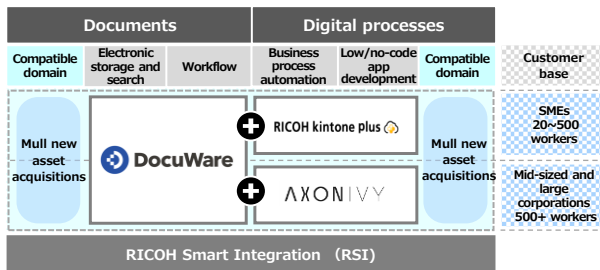 Documents
Digital processes
Compatible
domain
Electronic
storage and
search
Workflow
Business
process
automation
Low/no-code
app
development
Compatible
domain
Customer
base
Mull new
asset
acquisitions
DocuWare
RICOH kintone plus
AXONIVY
Mull new
asset
acquisitions
SMEs
20~500
workers
Mid-sized and
large
corporations
500+ workers
RICOH Smart Integration （RSI）